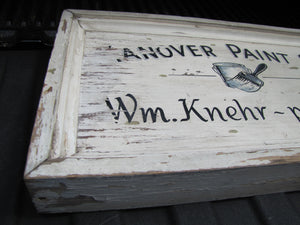 ANOVER PAINT
Wm. Knehr ~ p